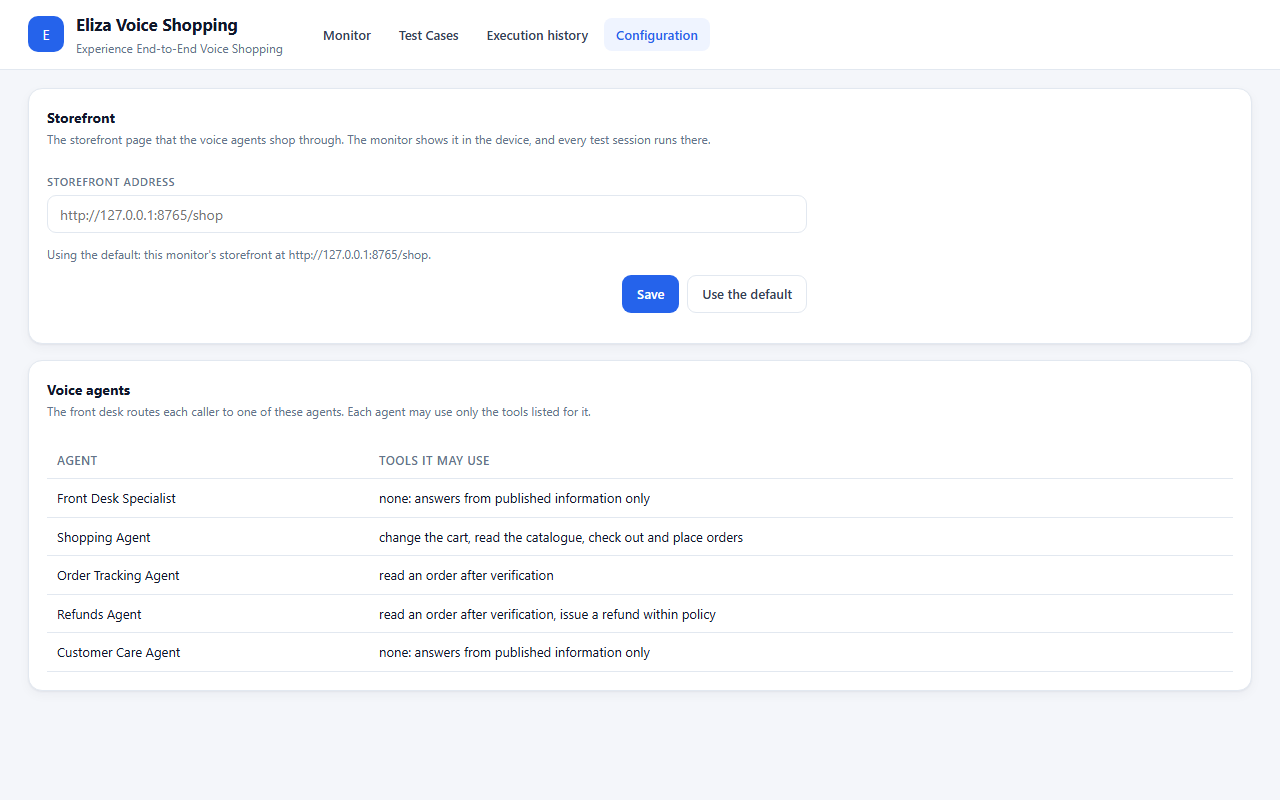 E
Eliza Voice Shopping
Experience End-to-End Voice Shopping
Monitor
Test Cases
Execution history
Configuration
Storefront
The storefront page that the voice agents shop through. The monitor shows it in the device, and every test session runs there.
STOREFRONT ADDRESS
http://127.0.0.1:8765/shop
Using the default: this monitor's storefront at http://127.0.0.1:8765/shop.
Save
Use the default
Voice agents
The front desk routes each caller to one of these agents. Each agent may use only the tools listed for it.
AGENT TOOLS IT MAY USE
Front Desk Specialist none: answers from published information only
Shopping Agent change the cart, read the catalogue, check out and place orders
Order Tracking Agent read an order after verification
Refunds Agent read an order after verification, issue a refund within policy
Customer Care Agent none: answers from published information only